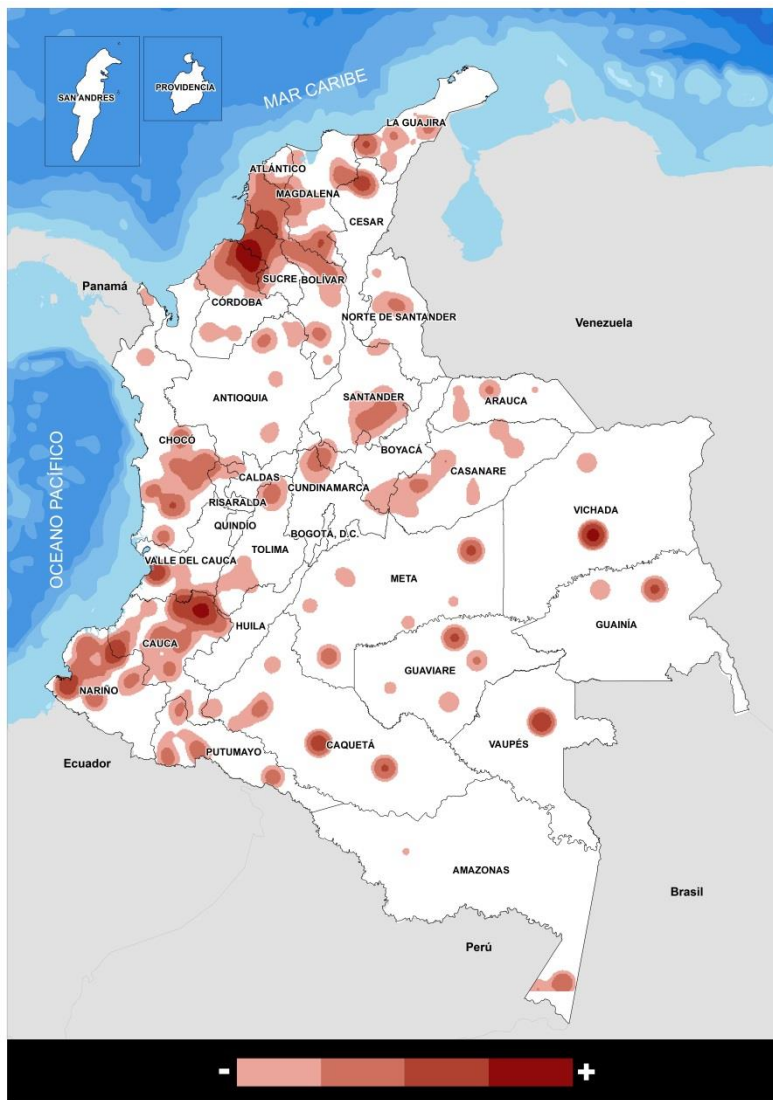 SAN ANDRES
PROVIDENCIA
MAR CARIBE
LA GUAJIRA
ATLÁNTICO
MAGDALENA
CESAR
Panamá
SUCRE
BOLÍVAR
CÓRDOBA
NORTE DE SANTANDER
Venezuela
ANTIOQUIA
SANTANDER
ARAUCA
CHOCÓ
BOYACÁ
CASANARE
CALDAS
CUNDINAMARCA
RISARALDA
VICHADA
OCEANO PACÍFICO
QUINDÍO
BOGOTÁ, D.C.
TOLIMA
VALLE DEL CAUCA
META
GUAINÍA
HUILA
CAUCA
GUAVIARE
NARIÑO
CAQUETÁ
VAUPÉS
PUTUMAYO
Ecuador
AMAZONAS
Brasil
Perú
- +